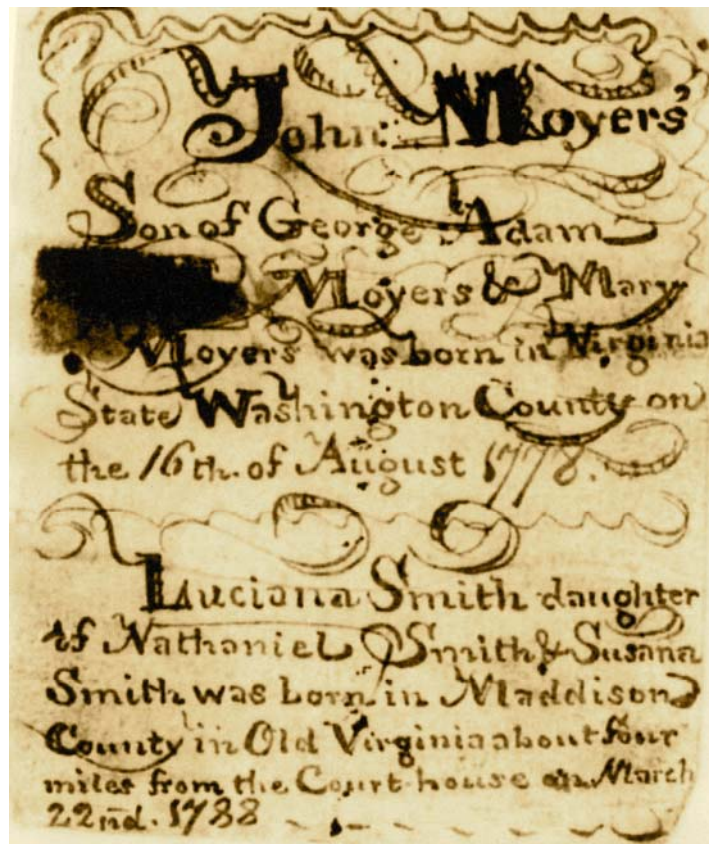 John Moyers'
Son of George Adam
Moyers & Mary
Moyers was born in Virginia
State Washington County on
the 16th. of August 1778.
Luciana Smith daughter
of Nathaniel Smith & Susana
Smith was born in Maddison
County in Old Virginia about four
miles from the Court house on March
22nd. 1788